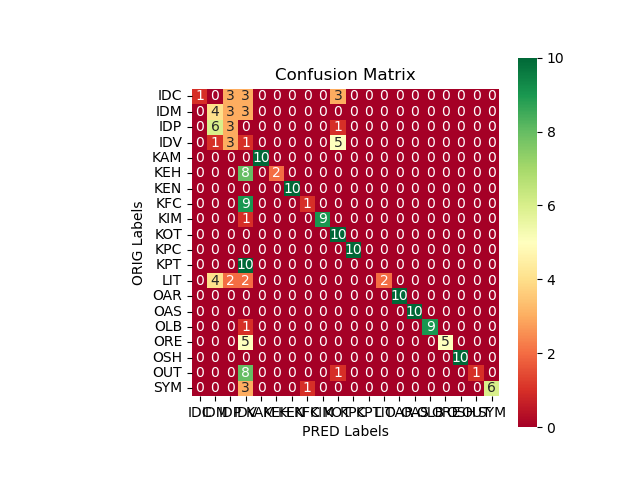 Confusion Matrix
10
8
6
4
2
0
ORIG Labels
IDC 1 0 3 3 0 0 0 0 0 3 0 0 0 0 0 0 0 0 0 0
IDM 0 4 3 3 0 0 0 0 0 0 0 0 0 0 0 0 0 0 0 0
IDP 0 6 3 0 0 0 0 0 0 1 0 0 0 0 0 0 0 0 0 0
IDV 0 1 3 1 0 0 0 0 0 5 0 0 0 0 0 0 0 0 0 0
KAM 0 0 0 0 10 0 0 0 0 0 0 0 0 0 0 0 0 0 0 0
KEH 0 0 0 8 0 2 0 0 0 0 0 0 0 0 0 0 0 0 0 0
KEN 0 0 0 0 0 0 10 0 0 0 0 0 0 0 0 0 0 0 0 0
KFC 0 0 0 9 0 0 0 1 0 0 0 0 0 0 0 0 0 0 0 0
KIM 0 0 0 1 0 0 0 0 9 0 0 0 0 0 0 0 0 0 0 0
KOT 0 0 0 0 0 0 0 0 0 10 0 0 0 0 0 0 0 0 0 0
KPC 0 0 0 0 0 0 0 0 0 0 10 0 0 0 0 0 0 0 0 0
KPT 0 0 0 10 0 0 0 0 0 0 0 0 0 0 0 0 0 0 0 0
LIT 0 4 2 2 0 0 0 0 0 0 0 0 2 0 0 0 0 0 0 0
OAR 0 0 0 0 0 0 0 0 0 0 0 0 0 10 0 0 0 0 0 0
OAS 0 0 0 0 0 0 0 0 0 0 0 0 0 0 10 0 0 0 0 0
OLB 0 0 0 1 0 0 0 0 0 0 0 0 0 0 0 9 0 0 0 0
ORE 0 0 0 5 0 0 0 0 0 0 0 0 0 0 0 0 5 0 0 0
OSH 0 0 0 0 0 0 0 0 0 0 0 0 0 0 0 0 0 10 0 0
OUT 0 0 0 8 0 0 0 0 0 1 0 0 0 0 0 0 0 0 1 0
SYM 0 0 0 3 0 0 0 1 0 0 0 0 0 0 0 0 0 0 0 6
IDC IDM IDP IDV KAM KEH KEN KFC KIM KOT KPC KPT LIT OAR OAS OLB ORE OSH OUT SYM
PRED Labels